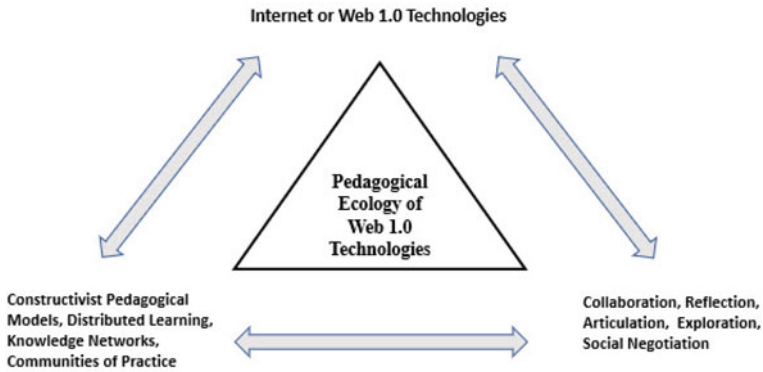 Internet or Web 1.0 Technologies
Pedagogical
Ecology of
Web 1.0
Technologies
Constructivist Pedagogical
Models, Distributed Learning,
Knowledge Networks,
Communities of Practice
Collaboration, Reflection,
Articulation, Exploration,
Social Negotiation